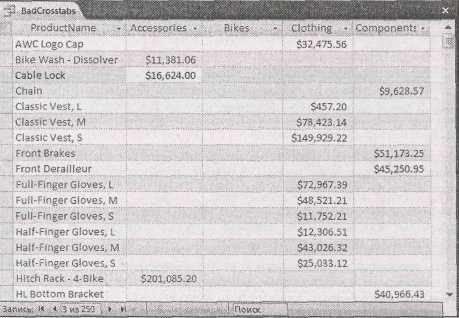 BadCrosstabs
ProductName Accessories Bikes Clothing Components
AWC Logo Cap $32,475.56
Bike Wash - Dissolver $11,381.06
Cable Lock $16,624.00
Chain $9,628.57
Classic Vest, L $457.20
Classic Vest, M $78,423.14
Classic Vest, S $149,929.22
Front Brakes $51,173.25
Front Derailleur $45,250.95
Full-Finger Gloves, L $72,967.39
Full-Finger Gloves, M $48,521.21
Full-Finger Gloves, S $11,752.21
Half-Finger Gloves, L $12,306.51
Half-Finger Gloves, M $43,026.32
Half-Finger Gloves, S $25,033.12
Hitch Rack - 4-Bike $201,085.20
HL Bottom Bracket $40,966.43
Запись: 3 из 250 Поиск